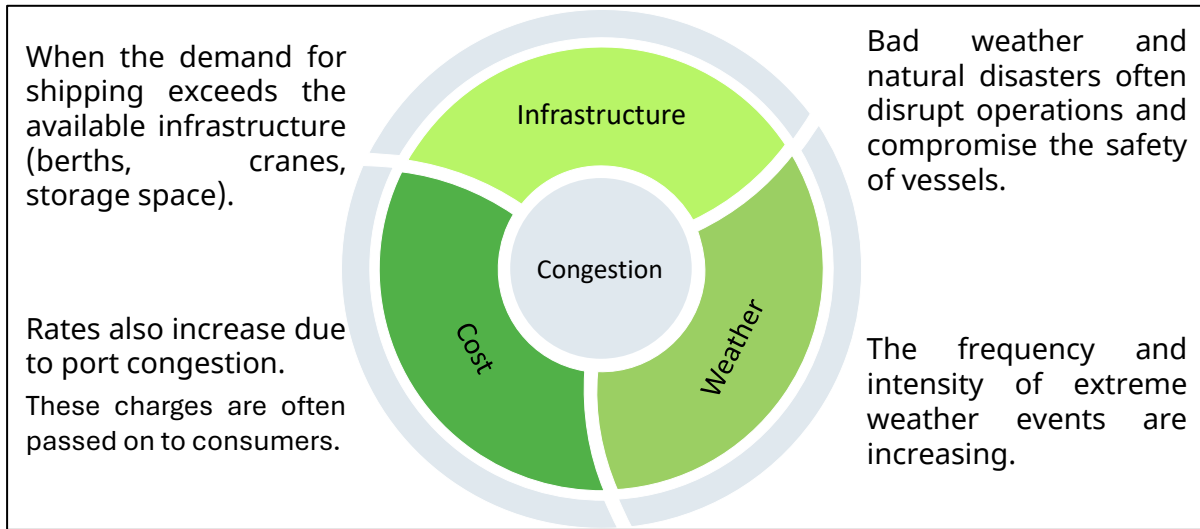 When the demand for
shipping exceeds the
available infrastructure
(berths, cranes,
storage space).
Rates also increase due
to port congestion.
These charges are often
passed on to consumers.
Infrastructure
Congestion
Cost
Weather
Bad weather and
natural disasters often
disrupt operations and
compromise the safety
of vessels.
The frequency and
intensity of extreme
weather events are
increasing.